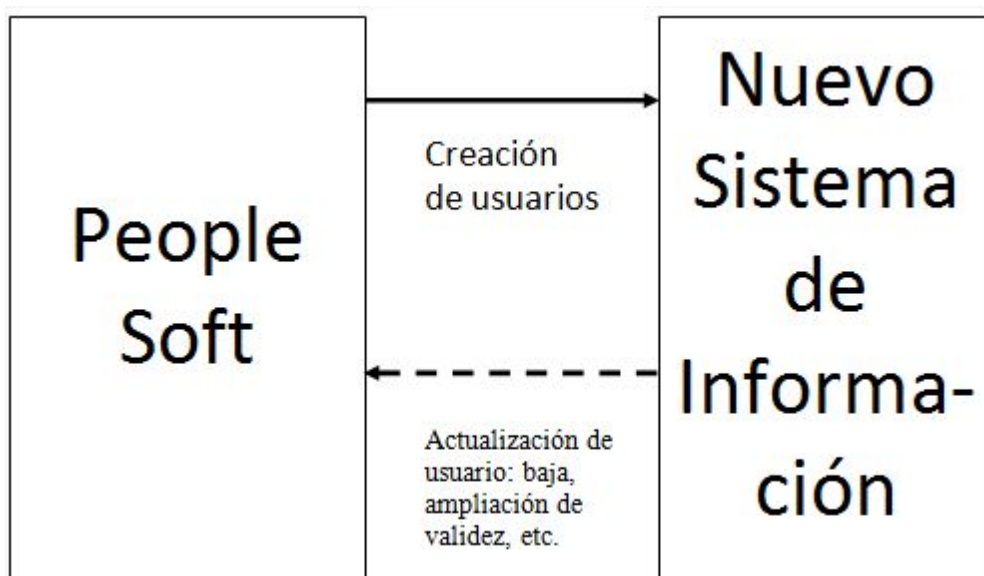 People
Soft
Creación
de usuarios
Actualización de
usuario: baja,
ampliación de
validez, etc.
Nuevo
Sistema
de
Informa-
ción